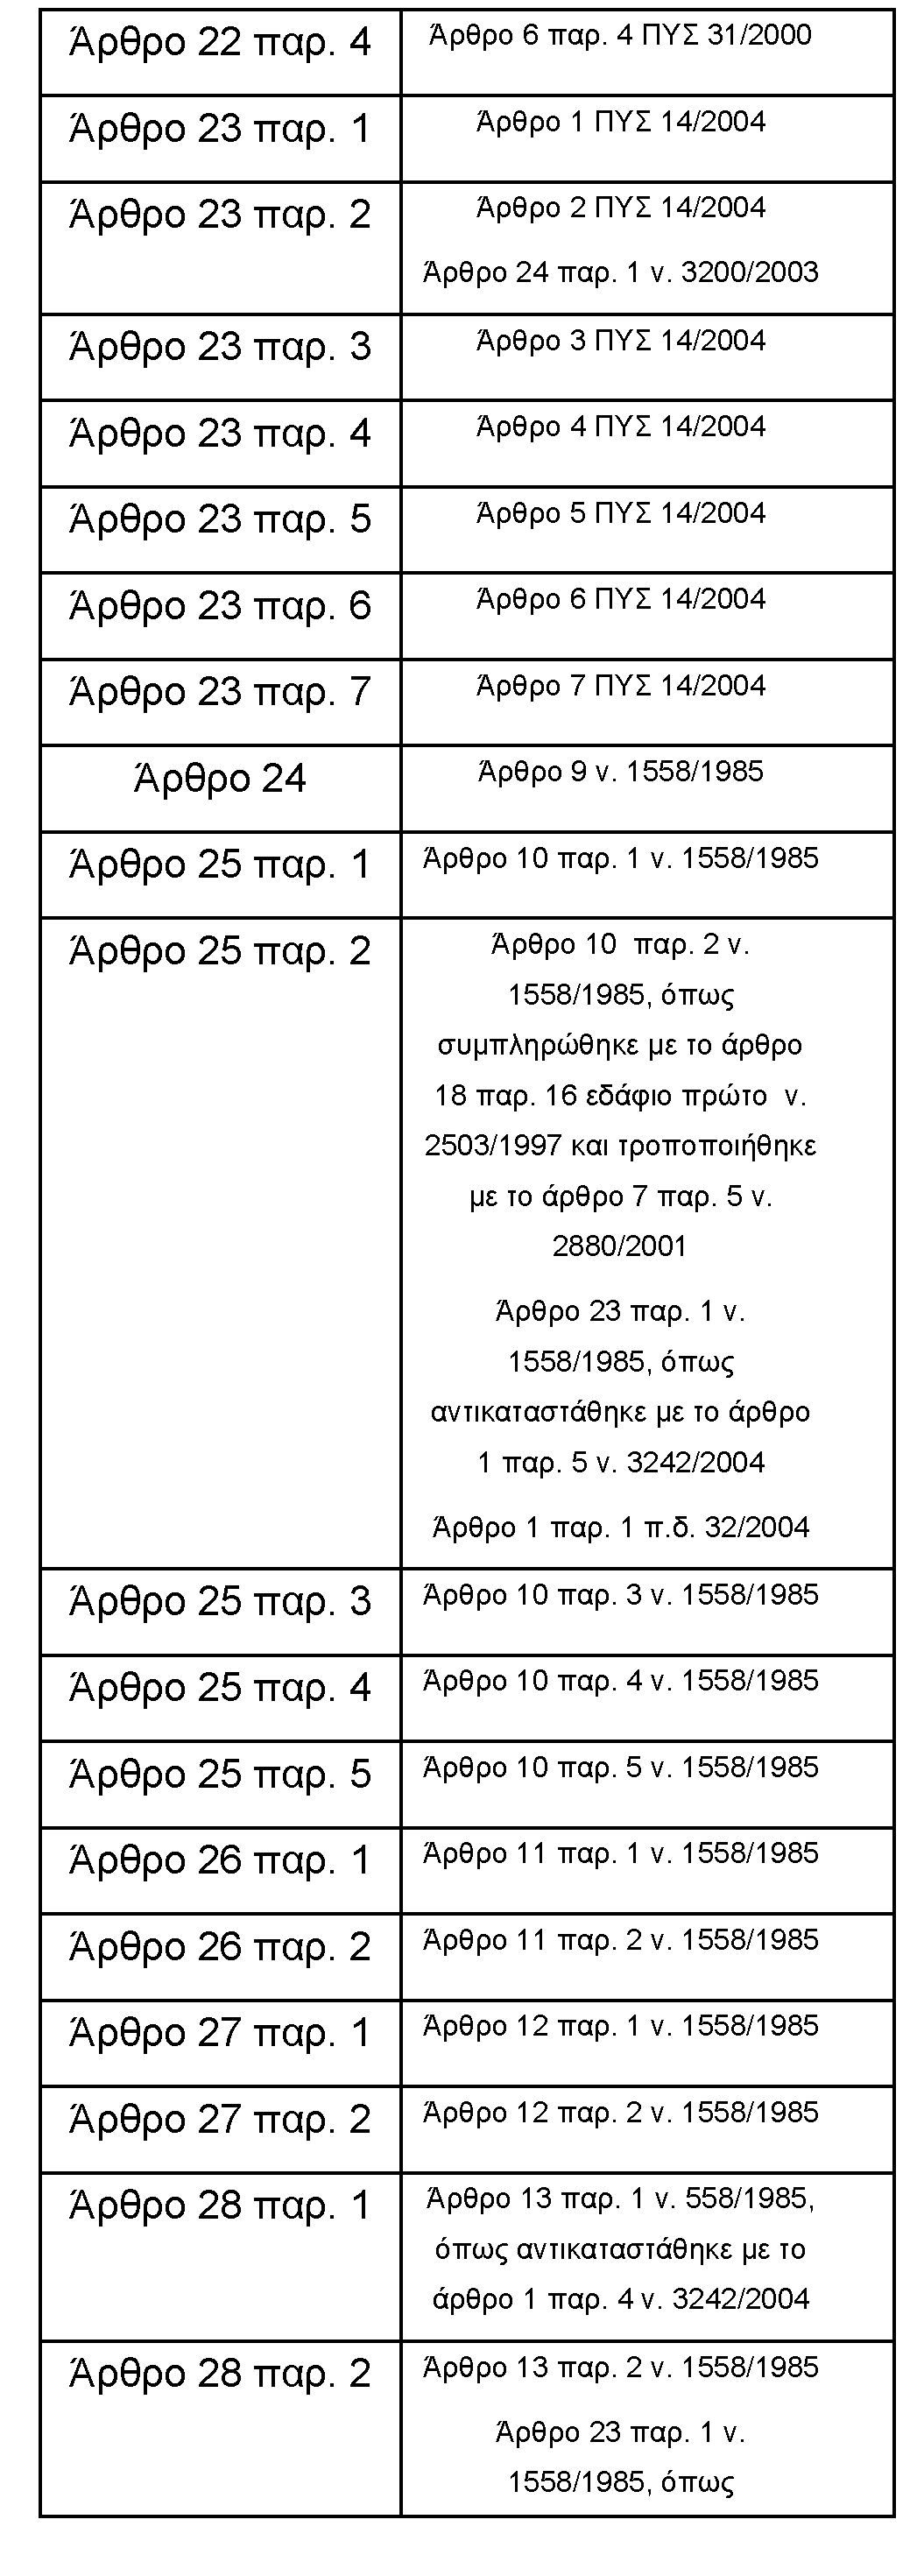 Άρθρο 22 παρ. 4 Άρθρο 6 παρ. 4 ΠΥΣ 31/2000
Άρθρο 23 παρ. 1 Άρθρο 1 ΠΥΣ 14/2004
Άρθρο 23 παρ. 2 Άρθρο 2 ΠΥΣ 14/2004
Άρθρο 24 παρ. 1 ν. 3200/2003
Άρθρο 23 παρ. 3 Άρθρο 3 ΠΥΣ 14/2004
Άρθρο 23 παρ. 4 Άρθρο 4 ΠΥΣ 14/2004
Άρθρο 23 παρ. 5 Άρθρο 5 ΠΥΣ 14/2004
Άρθρο 23 παρ. 6 Άρθρο 6 ΠΥΣ 14/2004
Άρθρο 23 παρ. 7 Άρθρο 7 ΠΥΣ 14/2004
Άρθρο 24 Άρθρο 9 ν. 1558/1985
Άρθρο 25 παρ. 1 Άρθρο 10 παρ. 1 ν. 1558/1985
Άρθρο 25 παρ. 2 Άρθρο 10 παρ. 2 ν.
1558/1985, όπως
συμπληρώθηκε με το άρθρο
18 παρ. 16 εδάφιο πρώτο ν.
2503/1997 και τροποποιήθηκε
με το άρθρο 7 παρ. 5 ν.
2880/2001
Άρθρο 23 παρ. 1 ν.
1558/1985, όπως
αντικαταστάθηκε με το άρθρο
1 παρ. 5 ν. 3242/2004
Άρθρο 1 παρ. 1 π.δ. 32/2004
Άρθρο 25 παρ. 3 Άρθρο 10 παρ. 3 ν. 1558/1985
Άρθρο 25 παρ. 4 Άρθρο 10 παρ. 4 ν. 1558/1985
Άρθρο 25 παρ. 5 Άρθρο 10 παρ. 5 ν. 1558/1985
Άρθρο 26 παρ. 1 Άρθρο 11 παρ. 1 ν. 1558/1985
Άρθρο 26 παρ. 2 Άρθρο 11 παρ. 2 ν. 1558/1985
Άρθρο 27 παρ. 1 Άρθρο 12 παρ. 1 ν. 1558/1985
Άρθρο 27 παρ. 2 Άρθρο 12 παρ. 2 ν. 1558/1985
Άρθρο 28 παρ. 1 Άρθρο 13 παρ. 1 ν. 558/1985,
όπως αντικαταστάθηκε με το
άρθρο 1 παρ. 4 ν. 3242/2004
Άρθρο 28 παρ. 2 Άρθρο 13 παρ. 2 ν. 1558/1985
Άρθρο 23 παρ. 1 ν.
1558/1985, όπως